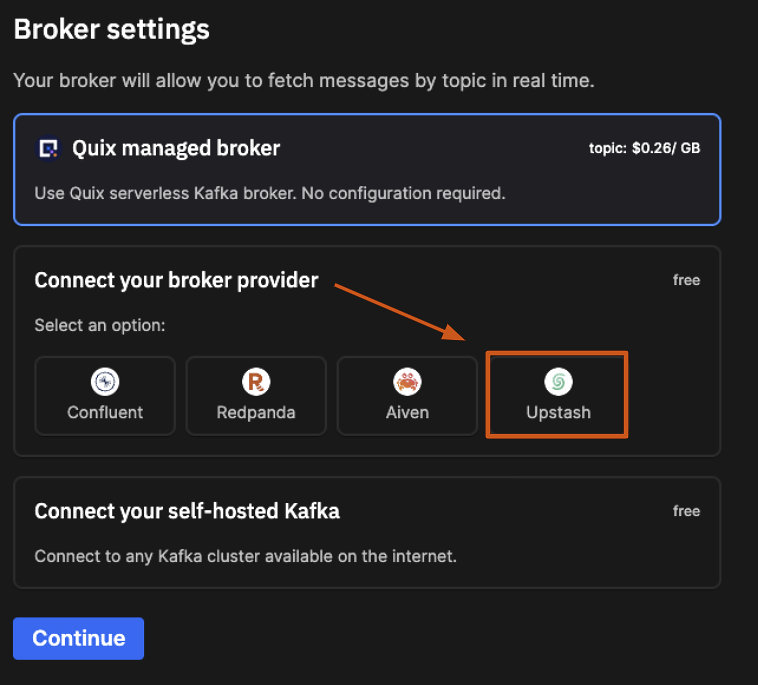 Broker settings
Your broker will allow you to fetch messages by topic in real time.
Quix managed broker
topic: $0.26/ GB
Use Quix serverless Kafka broker. No configuration required.
Connect your broker provider
free
Select an option:
Confluent
Redpanda
Aiven
Upstash
Connect your self-hosted Kafka
free
Connect to any Kafka cluster available on the internet.
Continue